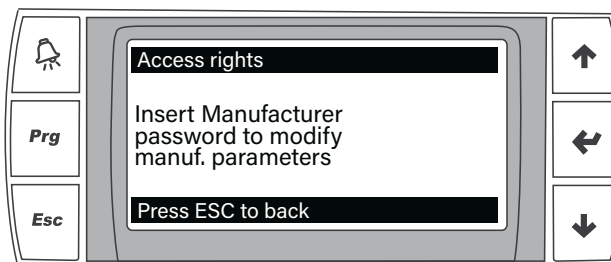 Access rights
Insert Manufacturer
password to modify
manuf. parameters
Press ESC to back
Prg
Esc